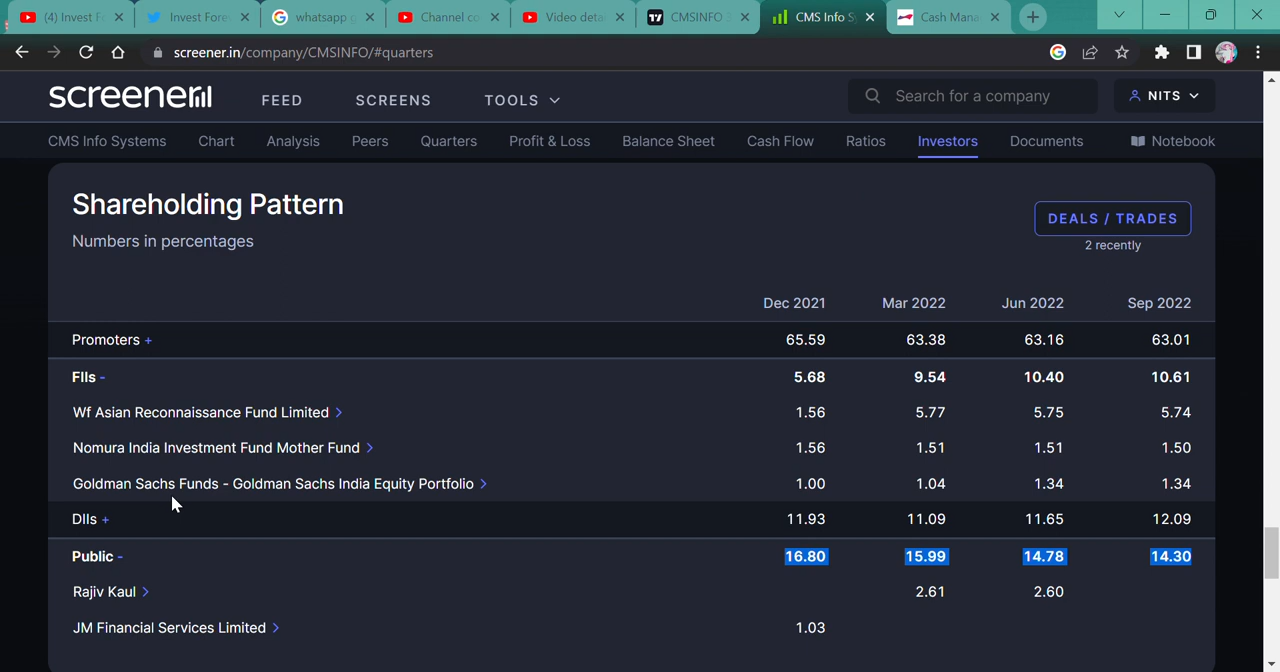 (4) Invest F
Invest Fore
whatsapp g
Channel co
Video deta
CMSINFO
CMS Info Sy
Cash Mana
screener.in/company/CMSINFO/#quarters
screener
FEED
SCREENS
TOOLS
Search for a company
NITS
CMS Info Systems
Chart
Analysis
Peers
Quarters
Profit & Loss
Balance Sheet
Cash Flow
Ratios
Investors
Documents
Notebook
Shareholding Pattern
Numbers in percentages
DEALS / TRADES
2 recently
Dec 2021 Mar 2022 Jun 2022 Sep 2022
Promoters + 65.59 63.38 63.16 63.01
FIIs - 5.68 9.54 10.40 10.61
Wf Asian Reconnaissance Fund Limited 1.56 5.77 5.75 5.74
Nomura India Investment Fund Mother Fund 1.56 1.51 1.51 1.50
Goldman Sachs Funds - Goldman Sachs India Equity Portfolio 1.00 1.04 1.34 1.34
DIIs + 11.93 11.09 11.65 12.09
Public - 16.80 15.99 14.78 14.30
Rajiv Kaul 2.61 2.60
JM Financial Services Limited 1.03